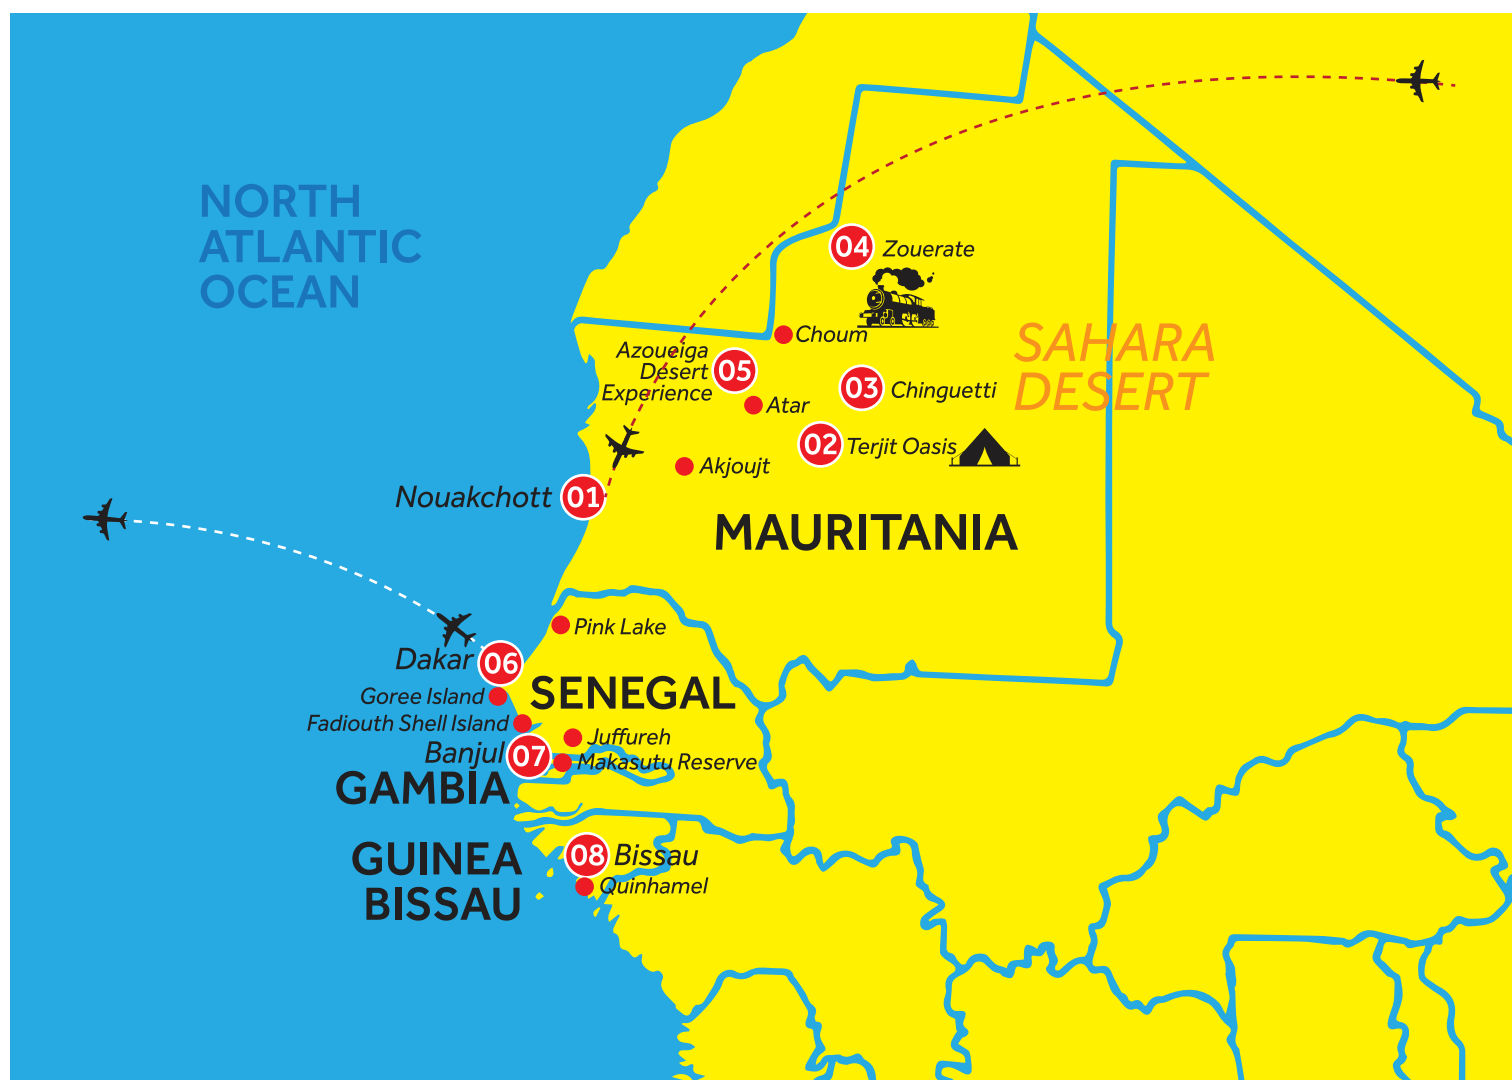 NORTH
ATLANTIC
OCEAN
04 Zouerate
Choum
SAHARA
DESERT
Azoueiga
Desert
Experience
05
03 Chinguetti
Atar
02 Terjit Oasis
Akjoujt
Nouakchott 01
MAURITANIA
Pink Lake
Dakar 06
SENEGAL
Goree Island
Fadiouth Shell Island
Juffureh
Banjul 07
Makasutu Reserve
GAMBIA
GUINEA
BISSAU
08 Bissau
Quinhamel